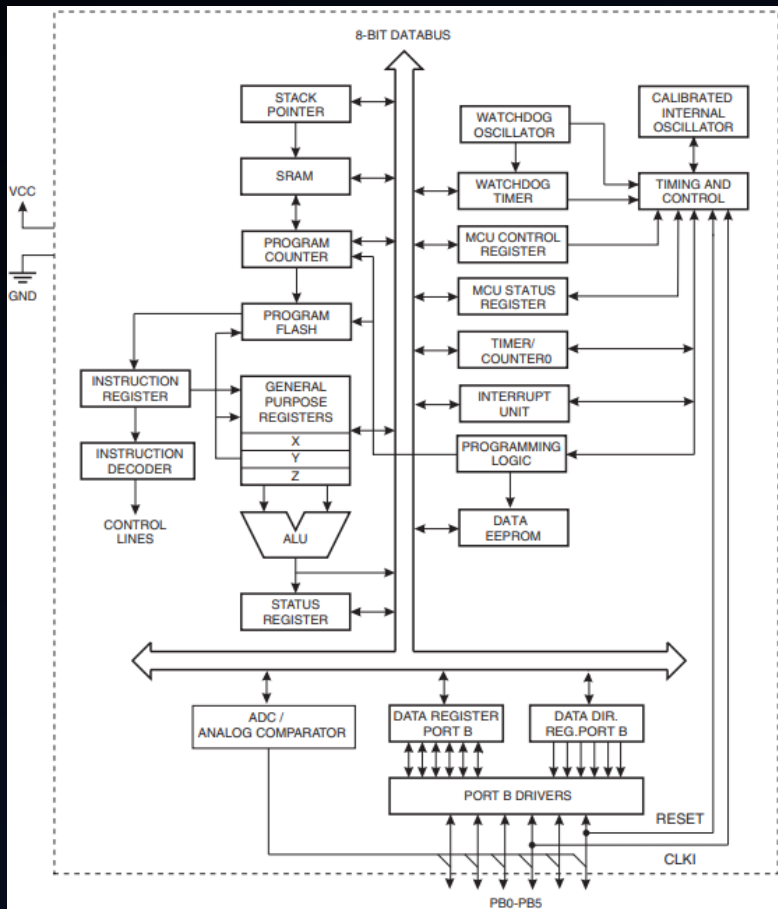 8-BIT DATABUS
STACK
POINTER
WATCHDOG
OSCILLATOR
CALIBRATED
INTERNAL
OSCILLATOR
SRAM
WATCHDOG
TIMER
TIMING AND
CONTROL
VCC
GND
PROGRAM
COUNTER
MCU CONTROL
REGISTER
PROGRAM
FLASH
MCU STATUS
REGISTER
TIMER/
COUNTER0
INSTRUCTION
REGISTER
GENERAL
PURPOSE
REGISTERS
X
Y
Z
INTERRUPT
UNIT
INSTRUCTION
DECODER
PROGRAMMING
LOGIC
CONTROL
LINES
ALU
DATA
EEPROM
STATUS
REGISTER
ADC /
ANALOG COMPARATOR
DATA REGISTER
PORT B
DATA DIR.
REG.PORT B
PORT B DRIVERS
RESET
CLKI
PB0-PB5